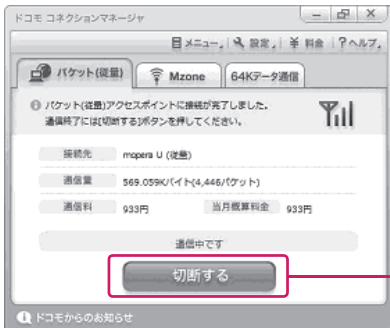 ドコモ コネクションマネージャ
メニュー 設定 ¥ 料金 ?ヘルプ
パケット(従量) Mzone 64Kデータ通信
パケット(従量)アクセスポイントに接続が完了しました。
通信終了には[切断する]ボタンを押してください。
接続先 mopera U (従量)
通信量 569.059Kバイト(4,446パケット)
通信料 933円 当月概算料金 933円
通信中です
切断する
ドコモからのお知らせ